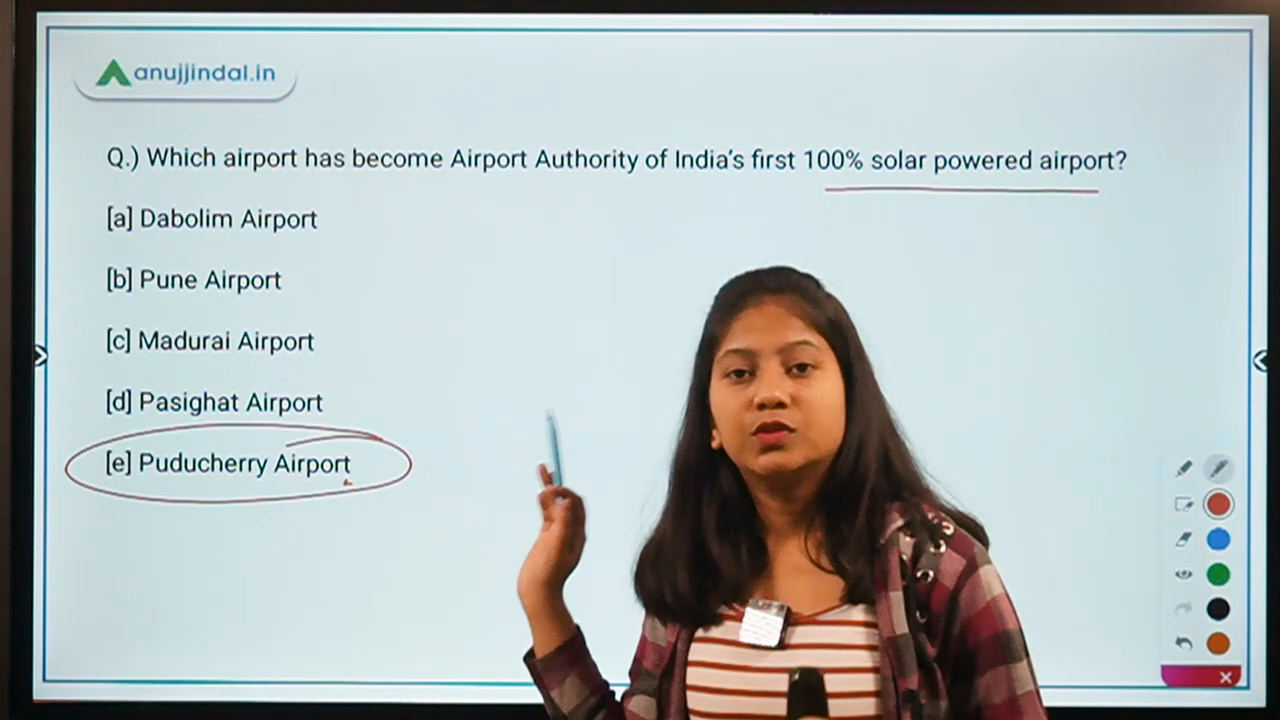 anujjindal.in
Q.) Which airport has become Airport Authority of India's first 100% solar powered airport?
[a] Dabolim Airport
[b] Pune Airport
[c] Madurai Airport
[d] Pasighat Airport
[e] Puducherry Airport